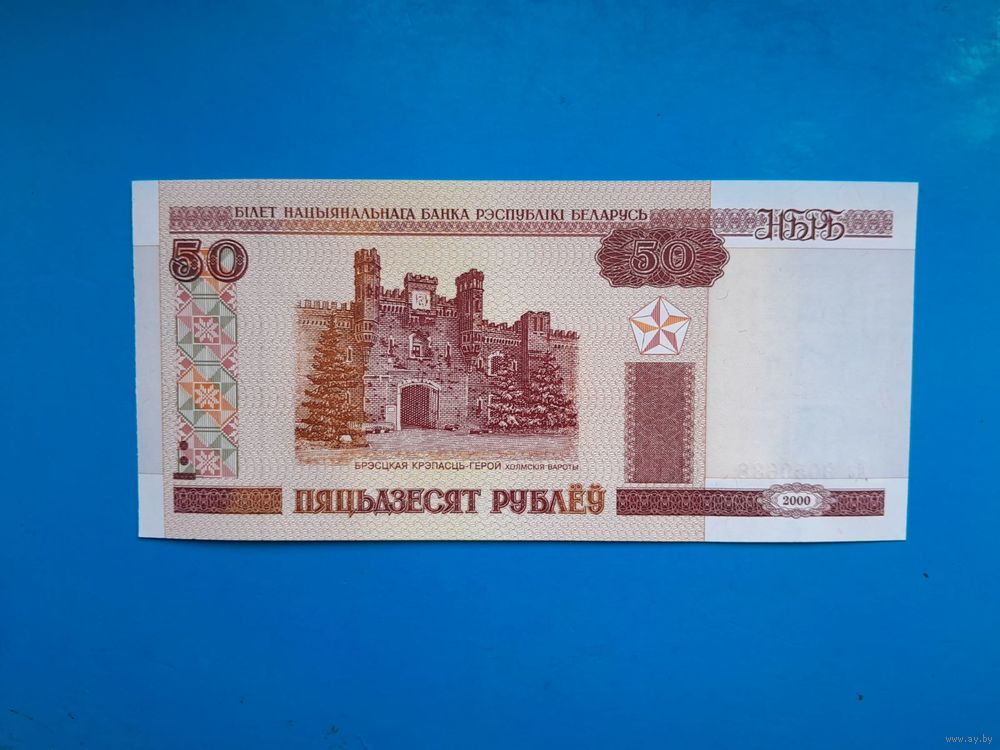 БІЛЕТ НАЦЫЯНАЛЬНАГА БАНКА РЭСПУБЛІКІ БЕЛАРУСЬ
НБРБ
50
50
БРЭСЦКАЯ КРЭПАСЦЬ-ГЕРОЙ ХОЛМСКІЯ ВАРОТЫ
ПЯЦЬДЗЕСЯТ РУБЛЁЎ
2000
www.ay.by